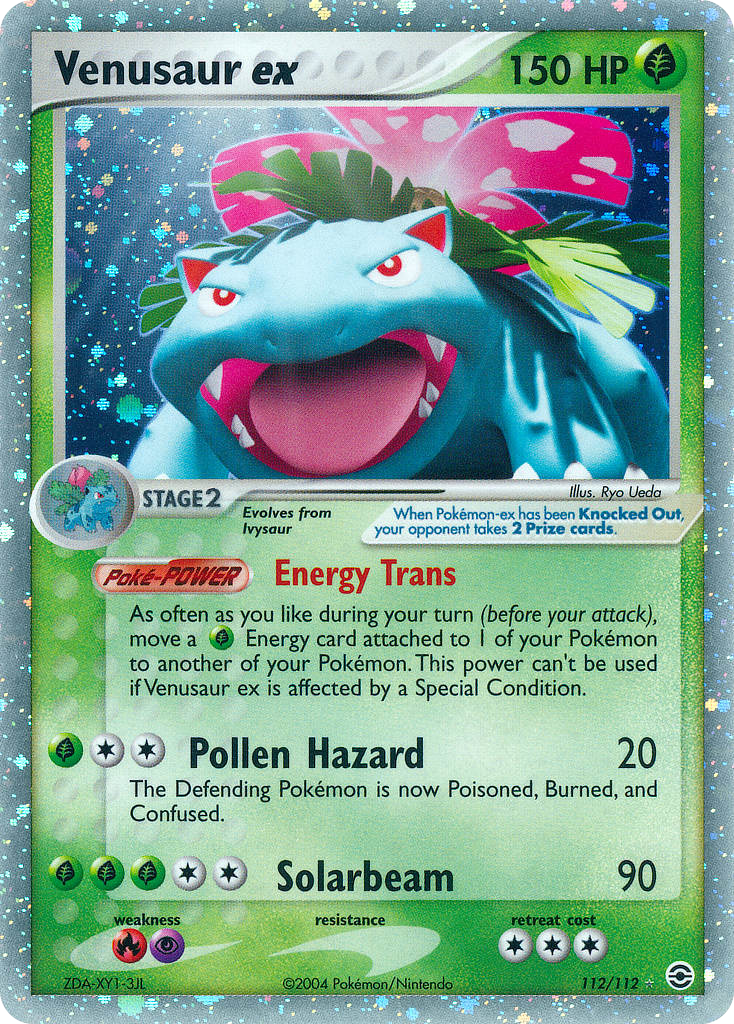 Venusaur ex 150 HP
STAGE 2
Illus. Ryo Ueda
Evolves from
Ivysaur
When Pokémon-ex has been Knocked Out,
your opponent takes 2 Prize cards.
Poké-POWER Energy Trans
As often as you like during your turn (before your attack),
move a Energy card attached to 1 of your Pokémon
to another of your Pokémon. This power can't be used
if Venusaur ex is affected by a Special Condition.
Pollen Hazard 20
The Defending Pokémon is now Poisoned, Burned, and
Confused.
Solarbeam 90
weakness resistance retreat cost
ZDA-XY1-3JL ©2004 Pokémon/Nintendo 112/112